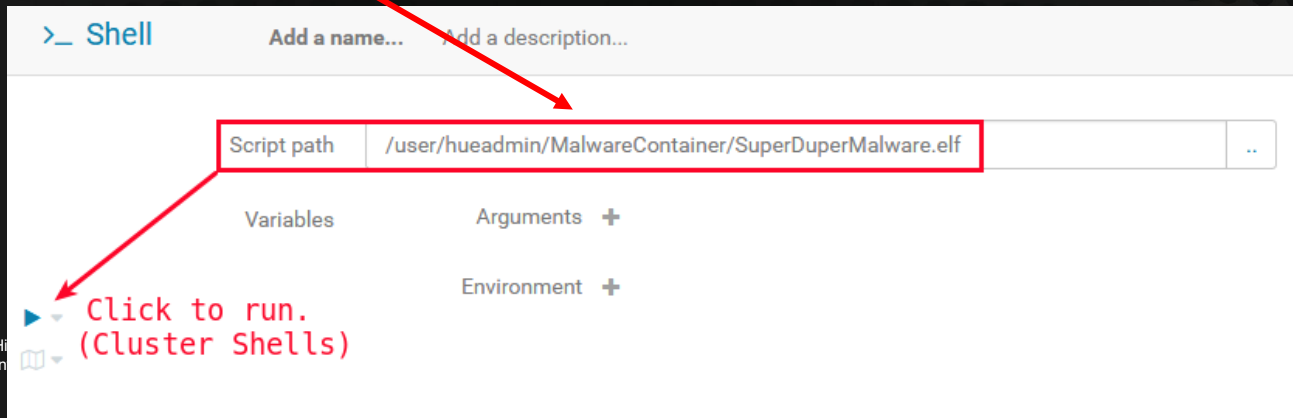 >_ Shell Add a name... Add a description...
Script path /user/hueadmin/MalwareContainer/SuperDuperMalware.elf ..
Variables Arguments +
Environment +
Click to run.
(Cluster Shells)